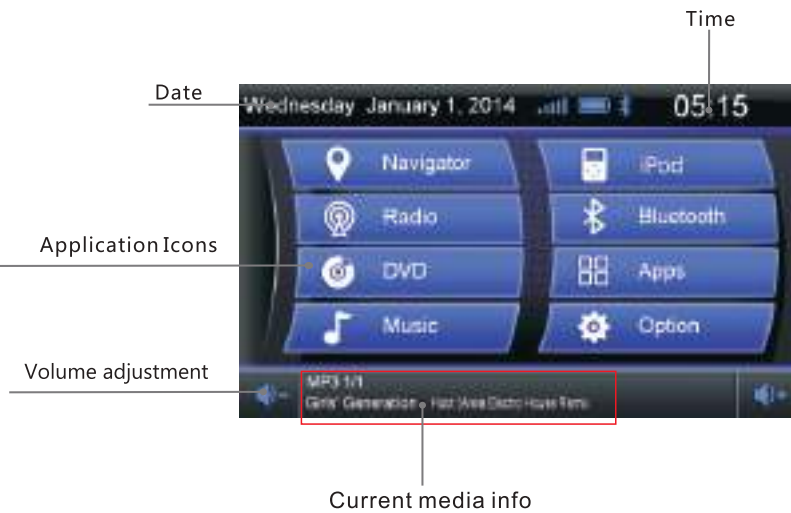 Time
Date
Wednesday January 1, 2014 05:15
Navigator iPod
Radio Bluetooth
Application Icons
DVD Apps
Music Option
Volume adjustment
MP3 1/1
Girls' Generation -
Current media info